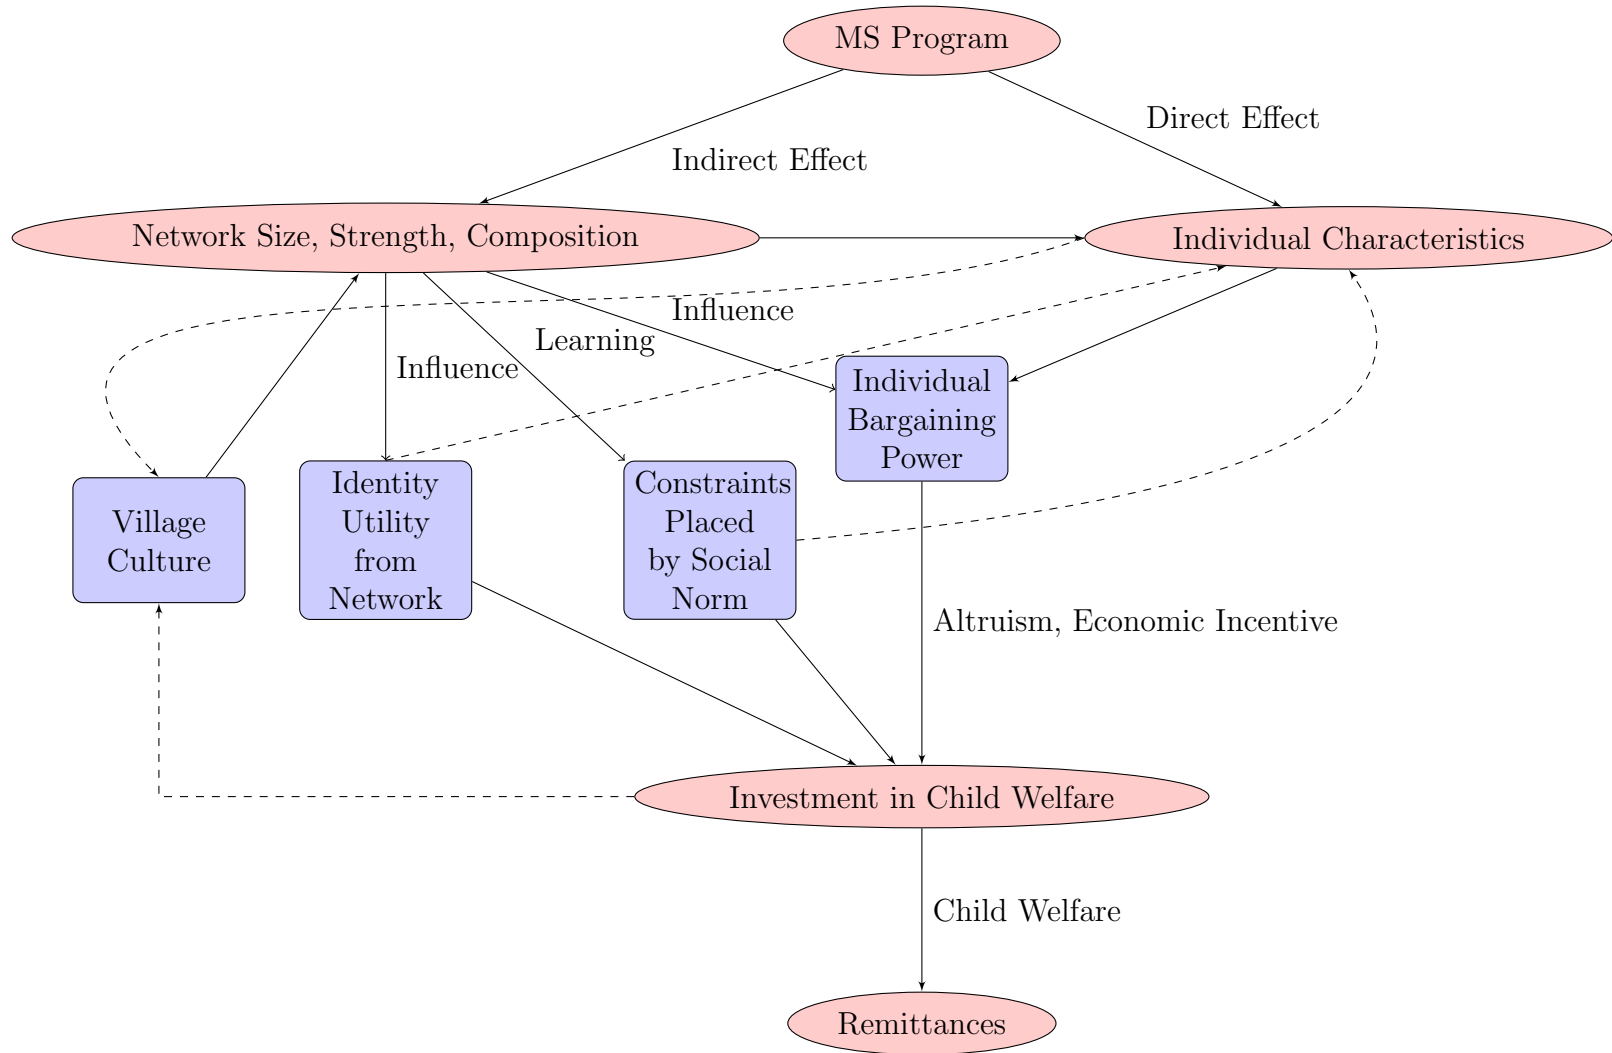 MS Program
Direct Effect
Indirect Effect
Network Size, Strength, Composition
Individual Characteristics
Influence
Learning
Influence
Individual
Bargaining
Power
Village
Culture
Identity
Utility
from
Network
Constraints
Placed
by Social
Norm
Altruism, Economic Incentive
Investment in Child Welfare
Child Welfare
Remittances